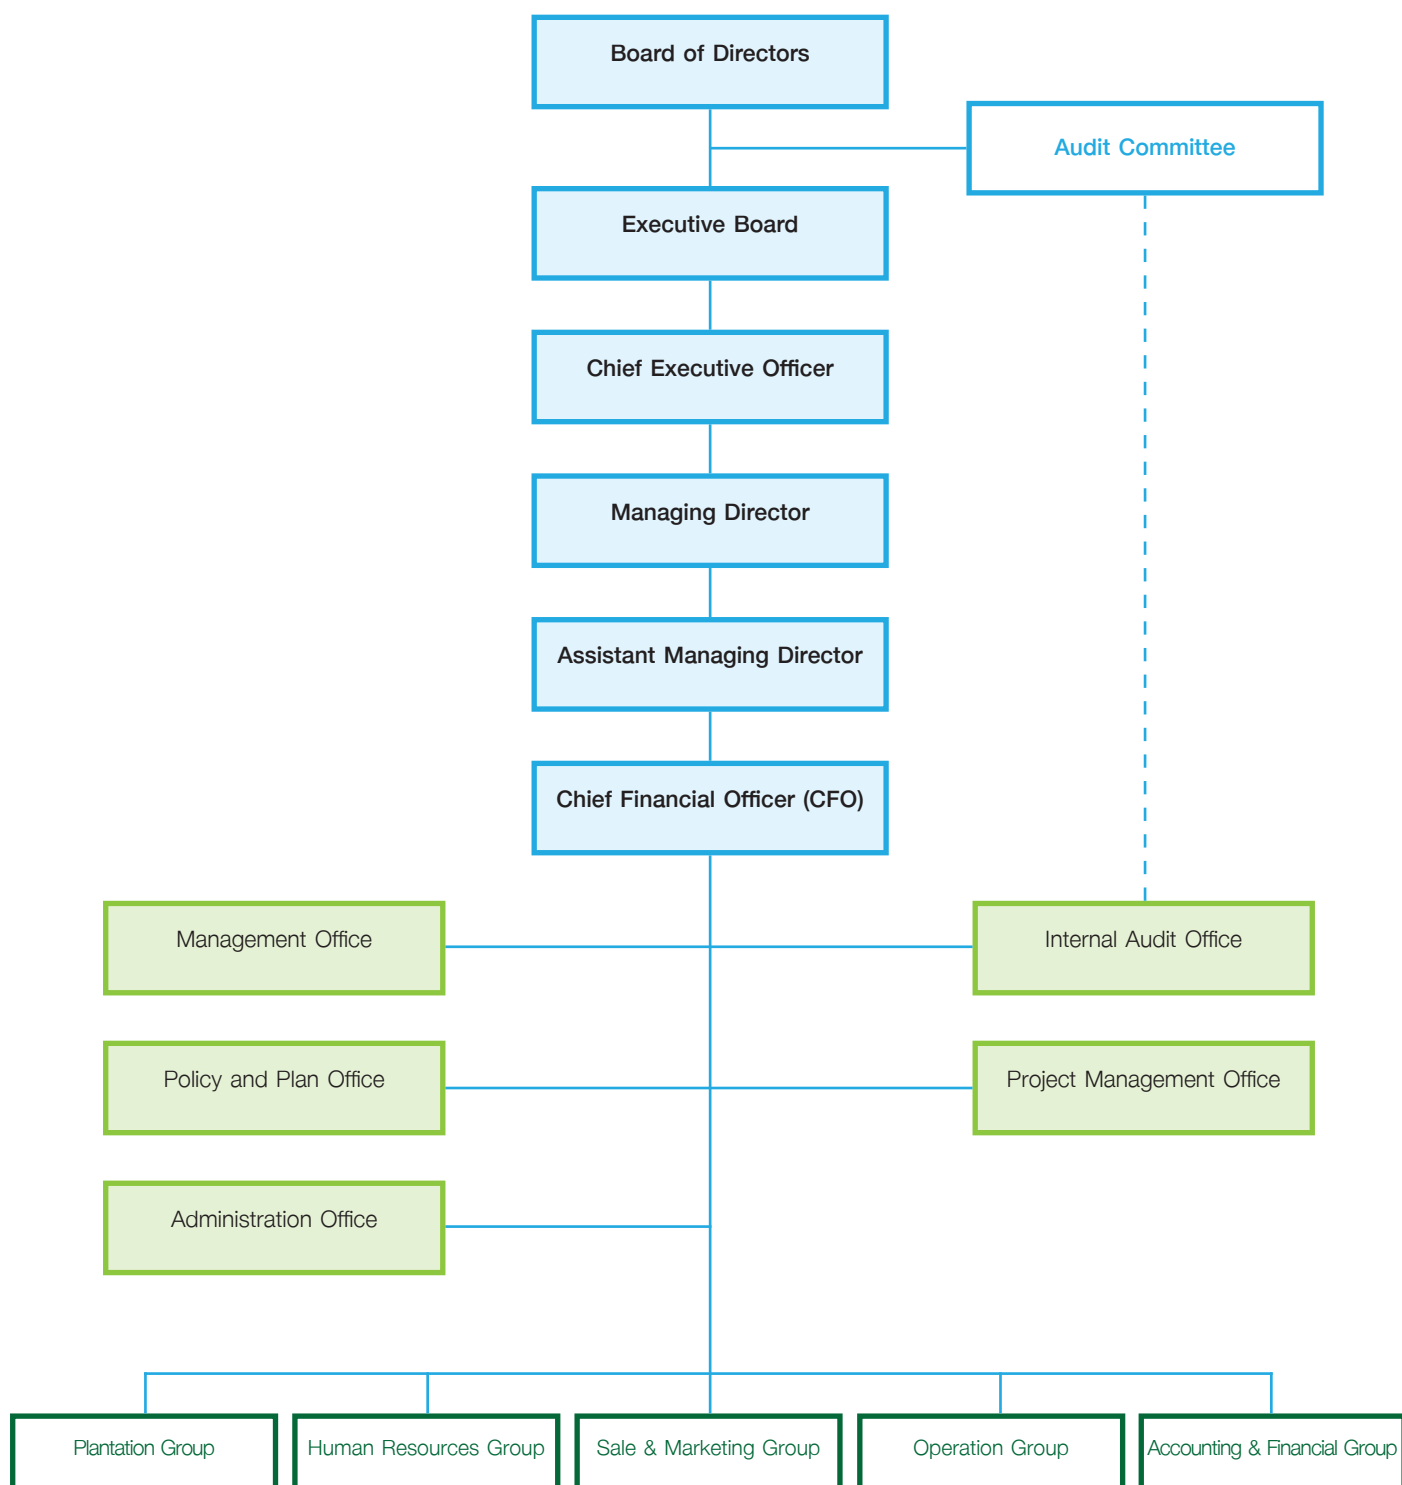 Board of Directors
Audit Committee
Executive Board
Chief Executive Officer
Managing Director
Assistant Managing Director
Chief Financial Officer (CFO)
Management Office
Internal Audit Office
Policy and Plan Office
Project Management Office
Administration Office
Plantation Group
Human Resources Group
Sale & Marketing Group
Operation Group
Accounting & Financial Group